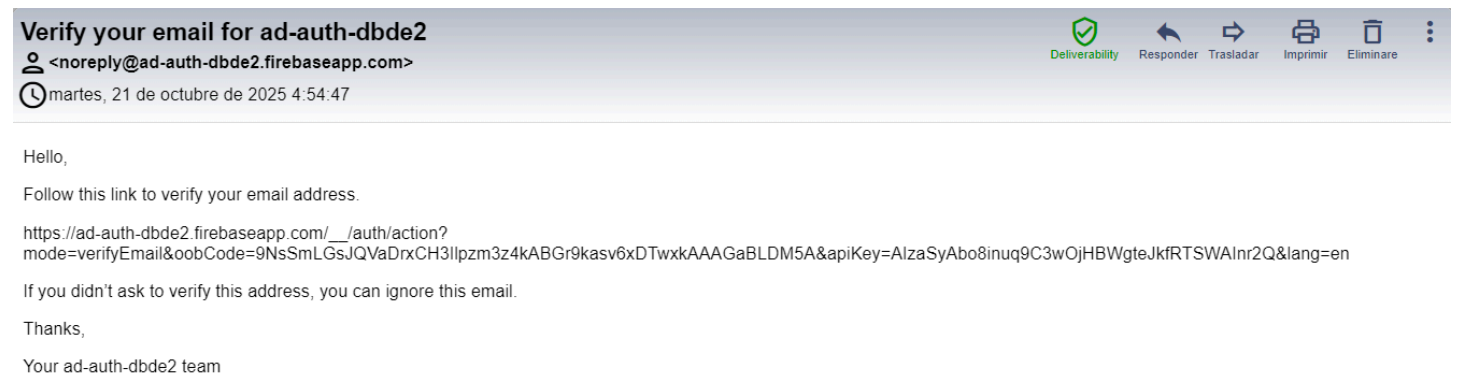 Verify your email for ad-auth-dbde2
<noreply@ad-auth-dbde2.firebaseapp.com>
martes, 21 de octubre de 2025 4:54:47
Deliverability Responder Trasladar Imprimir Eliminare
Hello,
Follow this link to verify your email address.
https://ad-auth-dbde2.firebaseapp.com/__/auth/action?
mode=verifyEmail&oobCode=9NsSmLGsJQVaDrxCH3Ilpzm3z4kABGr9kasv6xDTwxkAAAGaBLDM5A&apiKey=AIzaSyAbo8inuq9C3wOjHBWgteJkfRTSWAInr2Q&lang=en
If you didn’t ask to verify this address, you can ignore this email.
Thanks,
Your ad-auth-dbde2 team